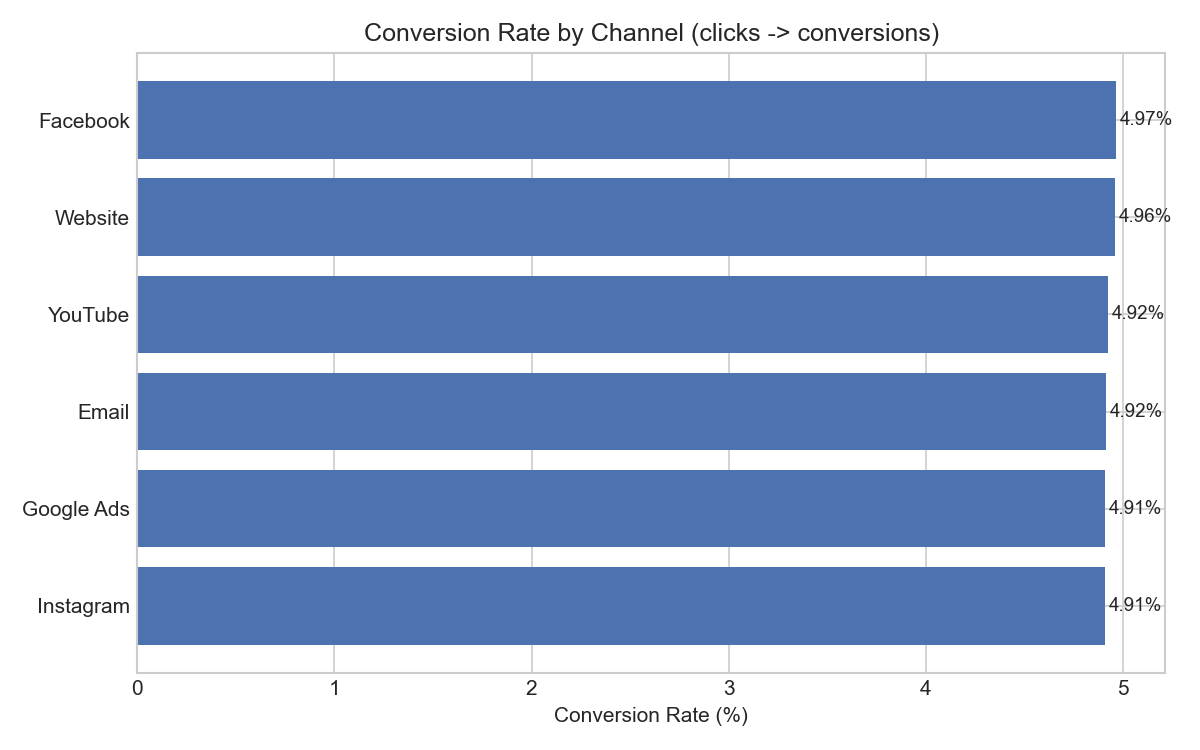 Conversion Rate by Channel (clicks -> conversions)
Facebook 4.97%
Website 4.96%
YouTube 4.92%
Email 4.92%
Google Ads 4.91%
Instagram 4.91%
0 1 2 3 4 5
Conversion Rate (%)